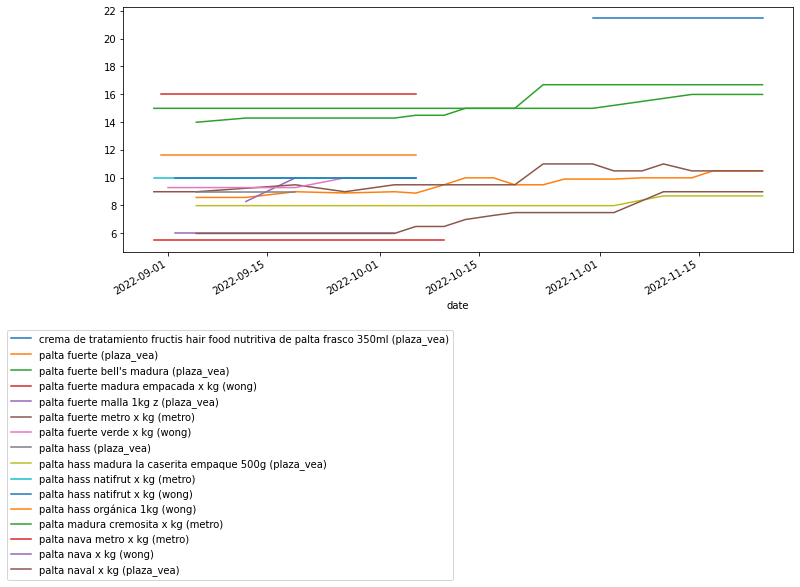 22
20
18
16
14
12
10
8
6
2022-09-01
2022-09-15
2022-10-01
2022-10-15
2022-11-01
2022-11-15
date
crema de tratamiento fructis hair food nutritiva de palta frasco 350ml (plaza_vea)
palta fuerte (plaza_vea)
palta fuerte bell's madura (plaza_vea)
palta fuerte madura empacada x kg (wong)
palta fuerte malla 1kg z (plaza_vea)
palta fuerte metro x kg (metro)
palta fuerte verde x kg (wong)
palta hass (plaza_vea)
palta hass madura la caserita empaque 500g (plaza_vea)
palta hass natifrut x kg (metro)
palta hass natifrut x kg (wong)
palta hass orgánica 1kg (wong)
palta madura cremosita x kg (metro)
palta nava metro x kg (metro)
palta nava x kg (wong)
palta naval x kg (plaza_vea)